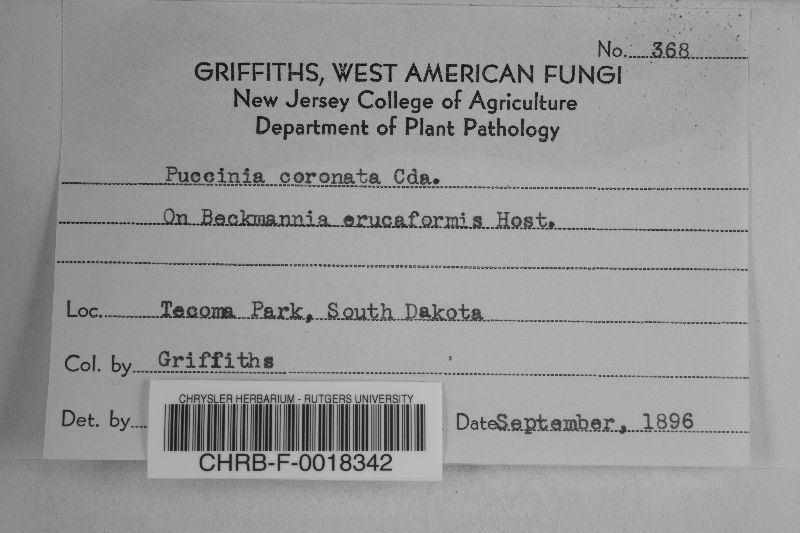 No. 368
GRIFFITHS, WEST AMERICAN FUNGI
New Jersey College of Agriculture
Department of Plant Pathology
Puccinia coronata Cda.
On Beckmannia erucaformis Host.
Loc. Tecoma Park, South Dakota
Col. by Griffiths
Det. by
Date September, 1896
CHRYSLER HERBARIUM - RUTGERS UNIVERSITY
CHRB-F-0018342